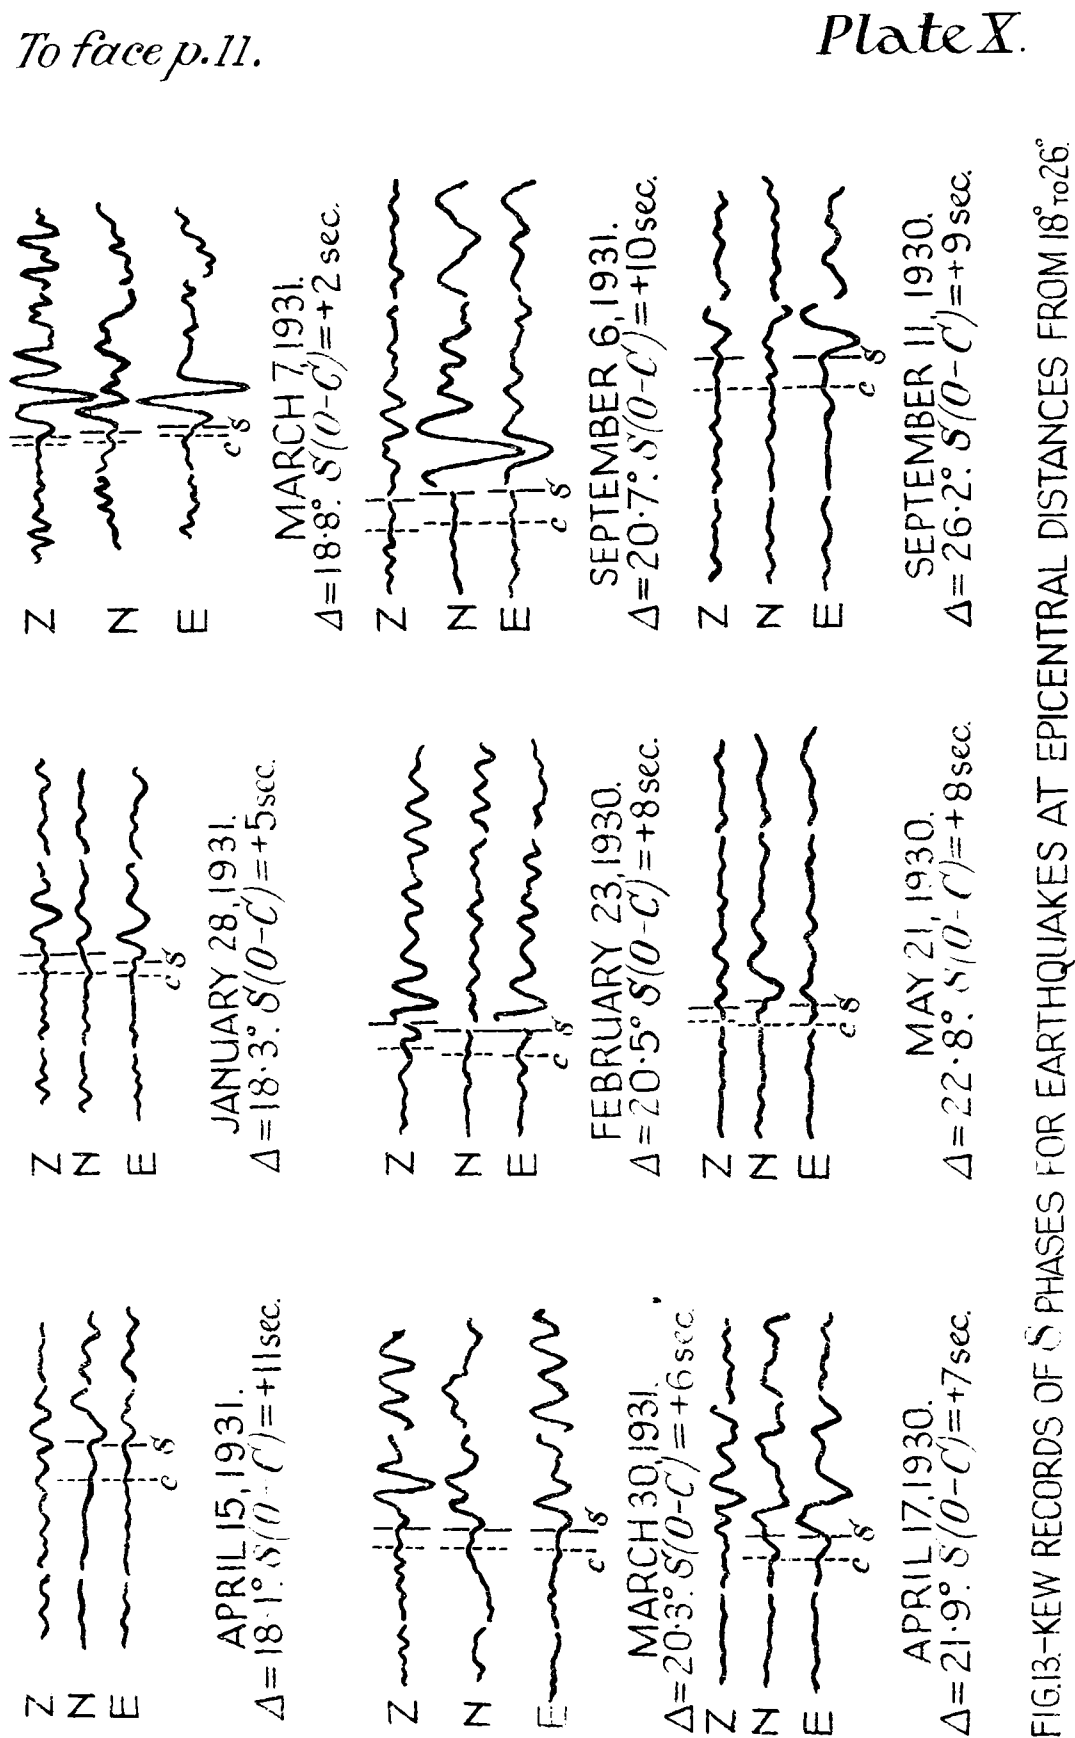 To face p.11.
Plate X.
Z
N
E
c S
APRIL 15, 1931.
Δ=18·1°. S(O-C)=+11sec.
Z
N
E
c S
JANUARY 28, 1931.
Δ=18·3°. S(O-C)=+5sec.
Z
N
E
c S
MARCH 7, 1931.
Δ=18·8°. S(O-C)=+2 sec.
Z
N
E
c S
MARCH 30, 1931.
Δ=20·3°. S(O-C)=+6sec.
Z
N
E
c S
FEBRUARY 23, 1930.
Δ=20·5° S(O-C)=+8sec.
Z
N
E
c S
SEPTEMBER 6, 1931.
Δ=20·7°. S(O-C)=+10sec.
Z
N
E
c S
APRIL 17, 1930.
Δ=21·9°. S(O-C)=+7sec.
Z
N
E
c S
MAY 21, 1930.
Δ=22·8°. S(O-C)=+8sec.
Z
N
E
c S
SEPTEMBER 11, 1930.
Δ=26·2°. S(O-C)=+9sec.
FIG.13.-KEW RECORDS OF S PHASES FOR EARTHQUAKES AT EPICENTRAL DISTANCES FROM 18° TO 26°.